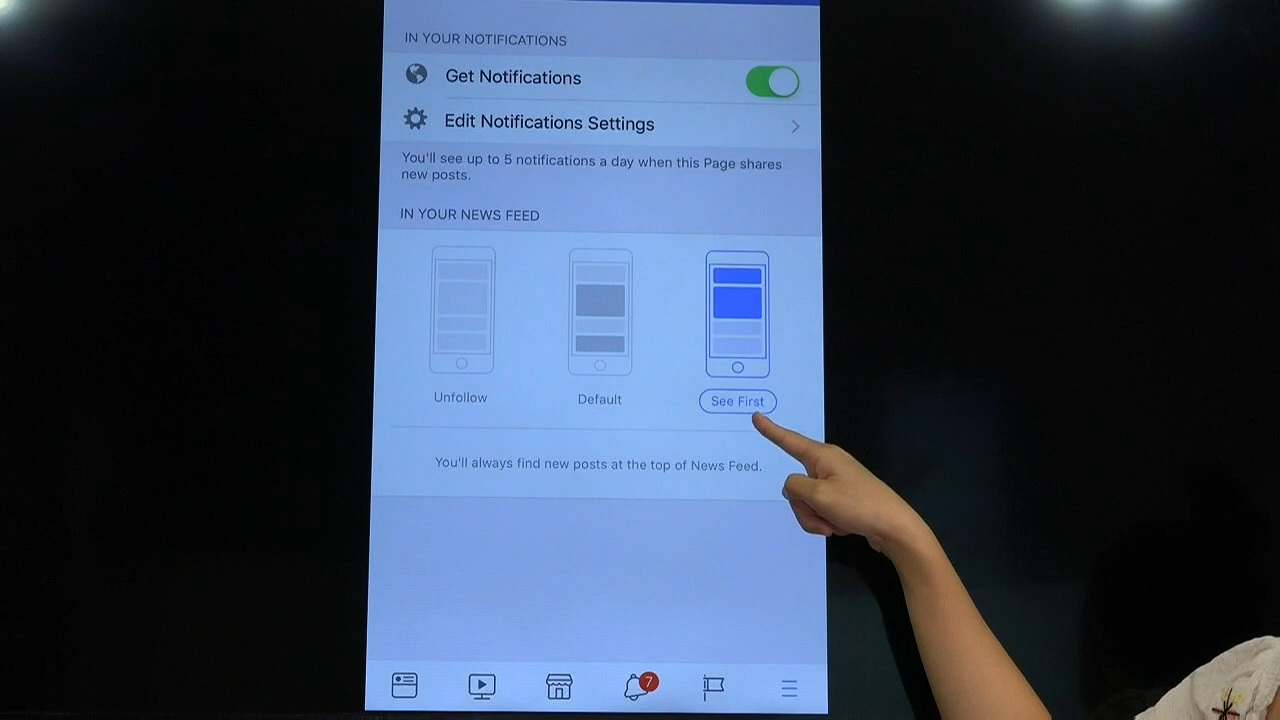 IN YOUR NOTIFICATIONS
Get Notifications
Edit Notifications Settings
You'll see up to 5 notifications a day when this Page shares
new posts.
IN YOUR NEWS FEED
Unfollow
Default
See First
You'll always find new posts at the top of News Feed.
7